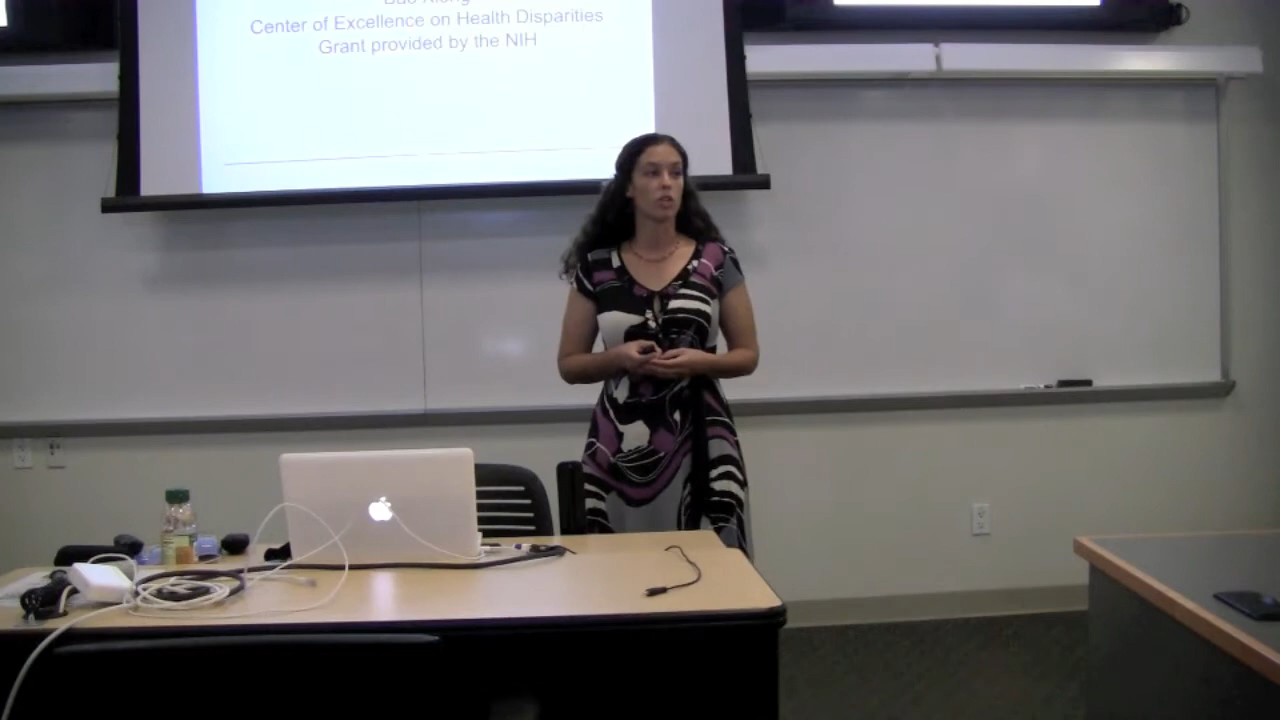 Center of Excellence on Health Disparities
Grant provided by the NIH